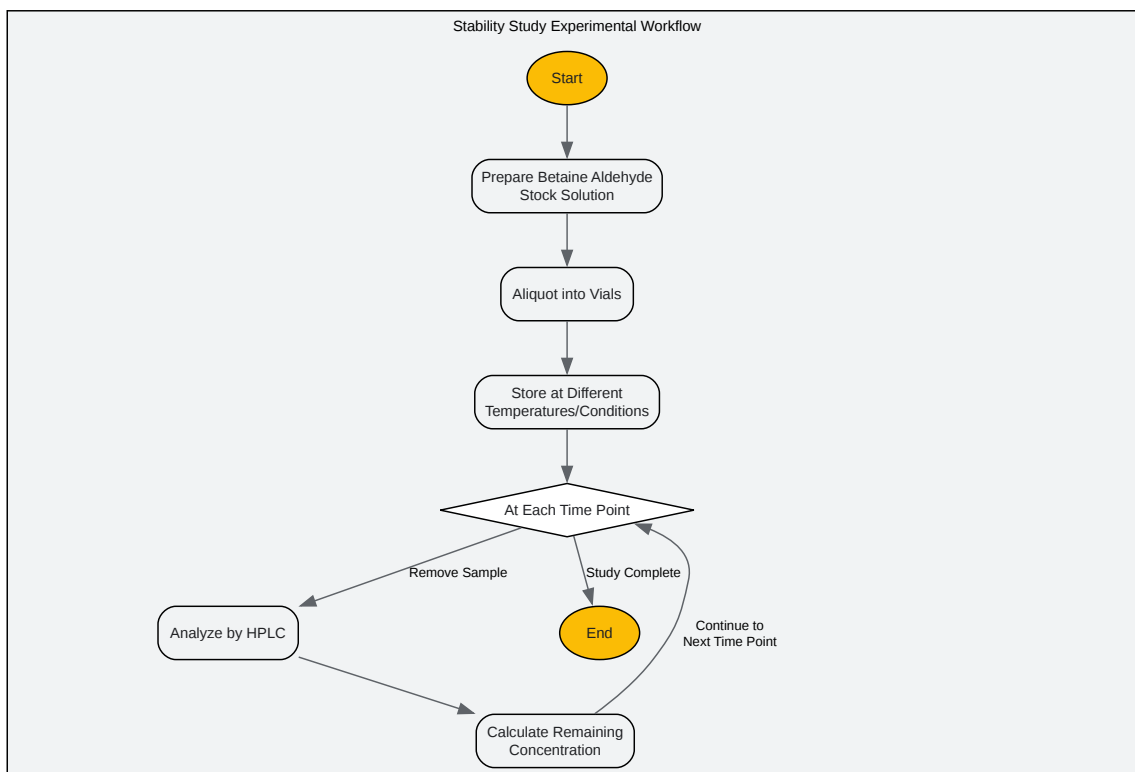 Stability Study Experimental Workflow
Start
Prepare Betaine Aldehyde
Stock Solution
Aliquot into Vials
Store at Different
Temperatures/Conditions
At Each Time Point
Remove Sample
Study Complete
Analyze by HPLC
End
Continue to
Next Time Point
Calculate Remaining
Concentration